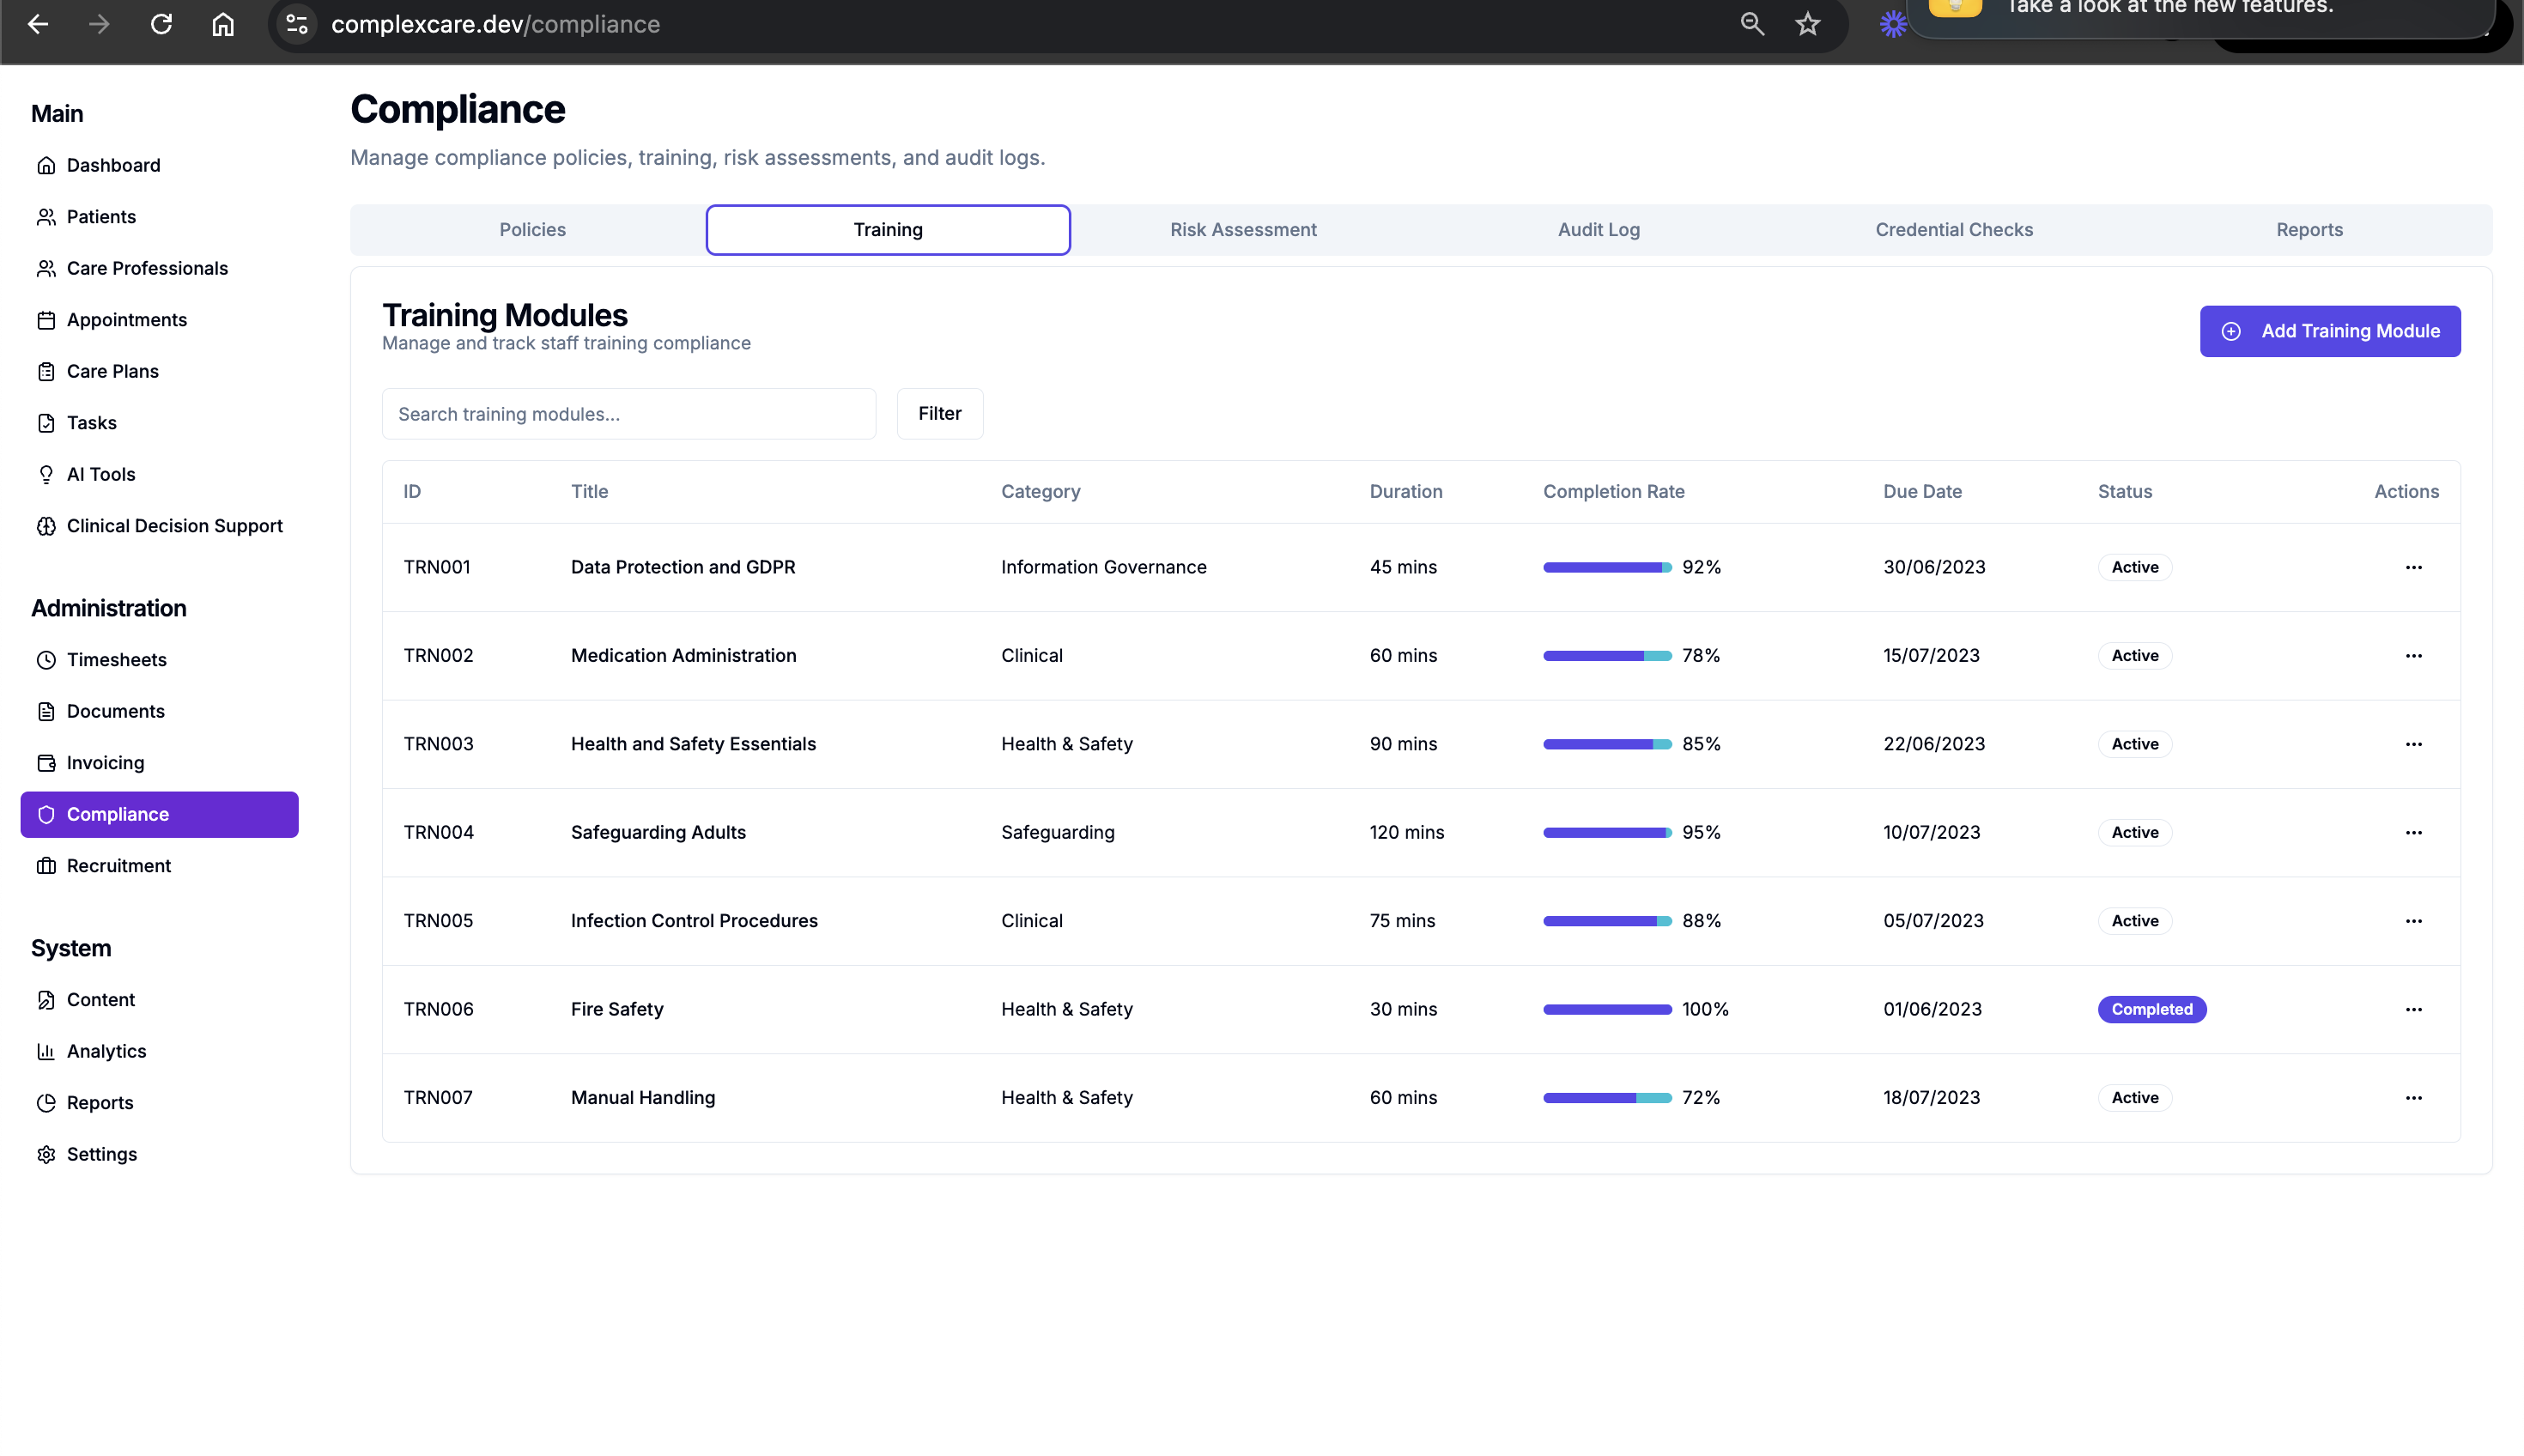 Take a look at the new features.
complexcare.dev/compliance
Main
Dashboard
Patients
Care Professionals
Appointments
Care Plans
Tasks
AI Tools
Clinical Decision Support
Administration
Timesheets
Documents
Invoicing
Compliance
Recruitment
System
Content
Analytics
Reports
Settings
Compliance
Manage compliance policies, training, risk assessments, and audit logs.
Policies Training Risk Assessment Audit Log Credential Checks Reports
Training Modules
Manage and track staff training compliance
Add Training Module
Search training modules... Filter
ID Title Category Duration Completion Rate Due Date Status Actions
TRN001 Data Protection and GDPR Information Governance 45 mins 92% 30/06/2023 Active ...
TRN002 Medication Administration Clinical 60 mins 78% 15/07/2023 Active ...
TRN003 Health and Safety Essentials Health & Safety 90 mins 85% 22/06/2023 Active ...
TRN004 Safeguarding Adults Safeguarding 120 mins 95% 10/07/2023 Active ...
TRN005 Infection Control Procedures Clinical 75 mins 88% 05/07/2023 Active ...
TRN006 Fire Safety Health & Safety 30 mins 100% 01/06/2023 Completed ...
TRN007 Manual Handling Health & Safety 60 mins 72% 18/07/2023 Active ...